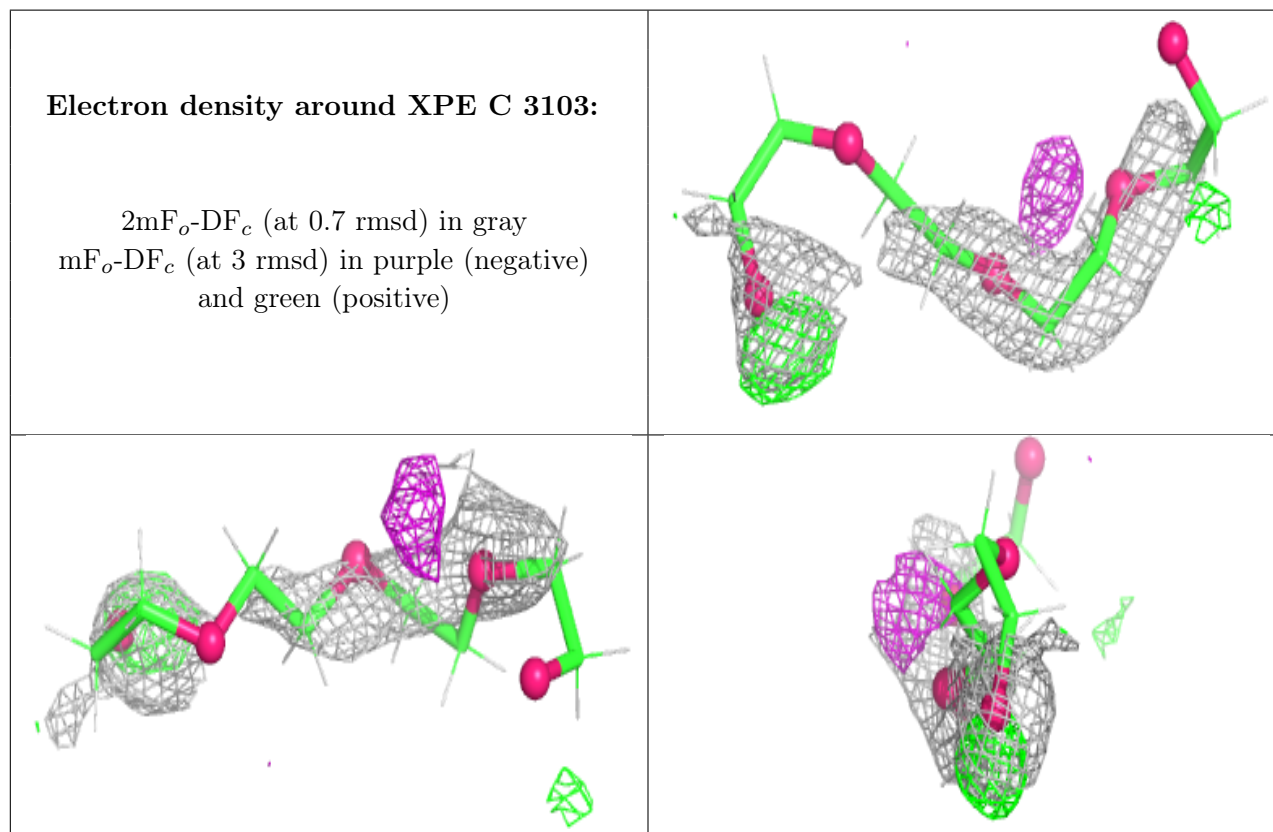 Electron density around XPE C 3103:
2mFₒ-DF𝒸 (at 0.7 rmsd) in gray
mFₒ-DF𝒸 (at 3 rmsd) in purple (negative)
and green (positive)